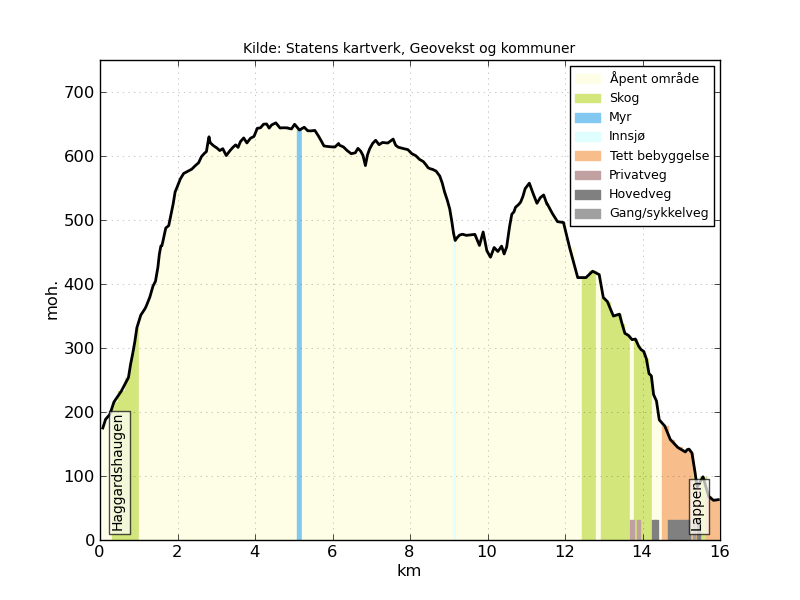 Kilde: Statens kartverk, Geovekst og kommuner
700
600
500
400
300
200
100
0
moh.
Åpent område
Skog
Myr
Innsjø
Tett bebyggelse
Privatveg
Hovedveg
Gang/sykkelveg
Haggardshaugen
Lappen
0 2 4 6 8 10 12 14 16
km